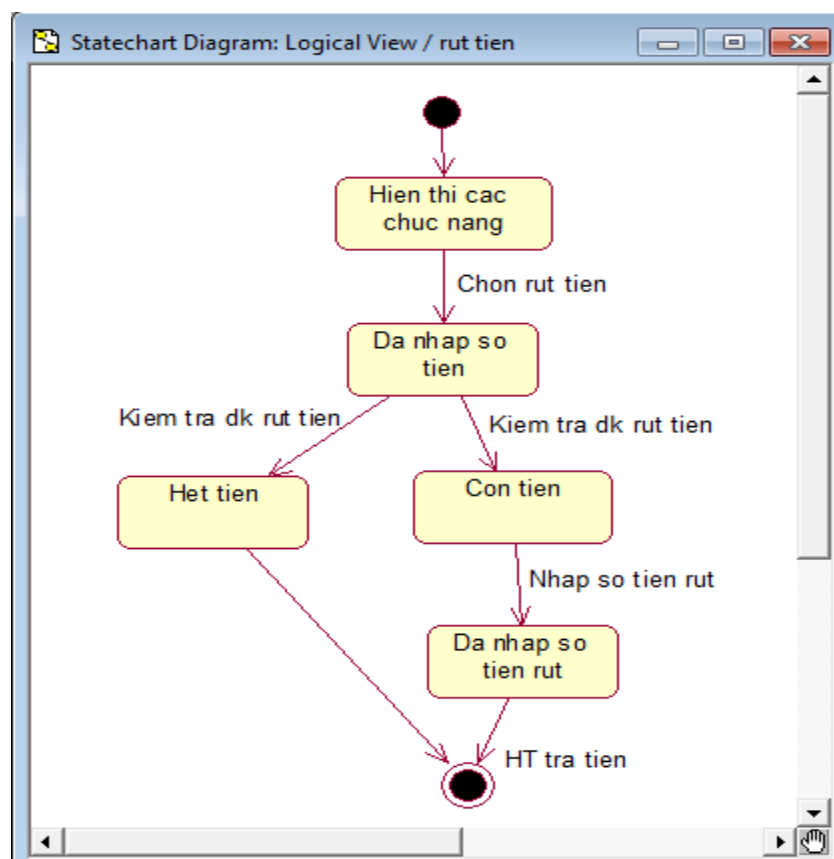 Statechart Diagram: Logical View / rut tien
Hien thi cac
chuc nang
Chon rut tien
Da nhap so
tien
Kiem tra dk rut tien
Kiem tra dk rut tien
Het tien
Con tien
Nhap so tien rut
Da nhap so
tien rut
HT tra tien